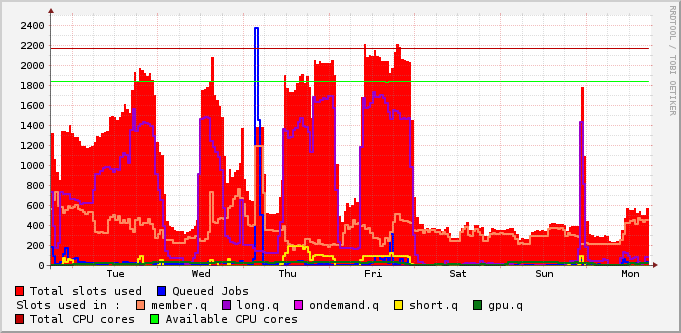 RRDTOOL / TOBI OETIKER
2400
2200
2000
1800
1600
1400
1200
1000
800
600
400
200
0
Tue Wed Thu Fri Sat Sun Mon
Total slots used Queued Jobs
Slots used in : member.q long.q ondemand.q short.q gpu.q
Total CPU cores Available CPU cores